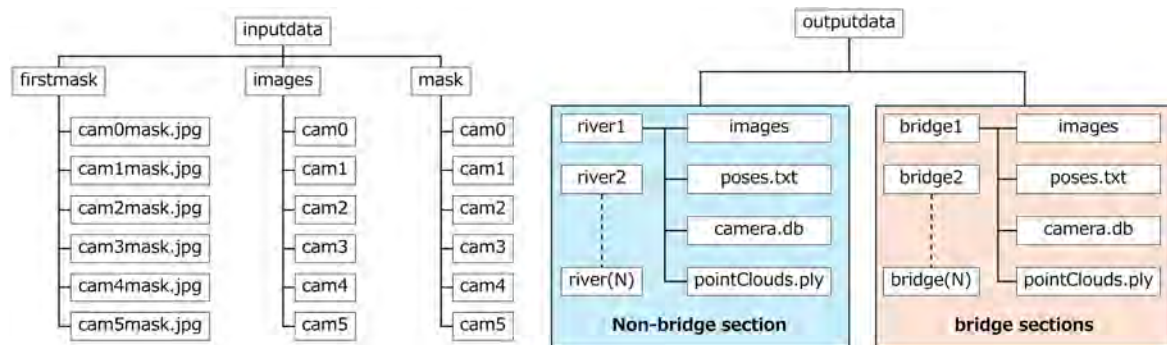 inputdata
firstmask
images
mask
cam0mask.jpg
cam1mask.jpg
cam2mask.jpg
cam3mask.jpg
cam4mask.jpg
cam5mask.jpg
cam0
cam1
cam2
cam3
cam4
cam5
cam0
cam1
cam2
cam3
cam4
cam5
outputdata
river1
river2
river(N)
images
poses.txt
camera.db
pointClouds.ply
Non-bridge section
bridge1
bridge2
bridge(N)
images
poses.txt
camera.db
pointClouds.ply
bridge sections